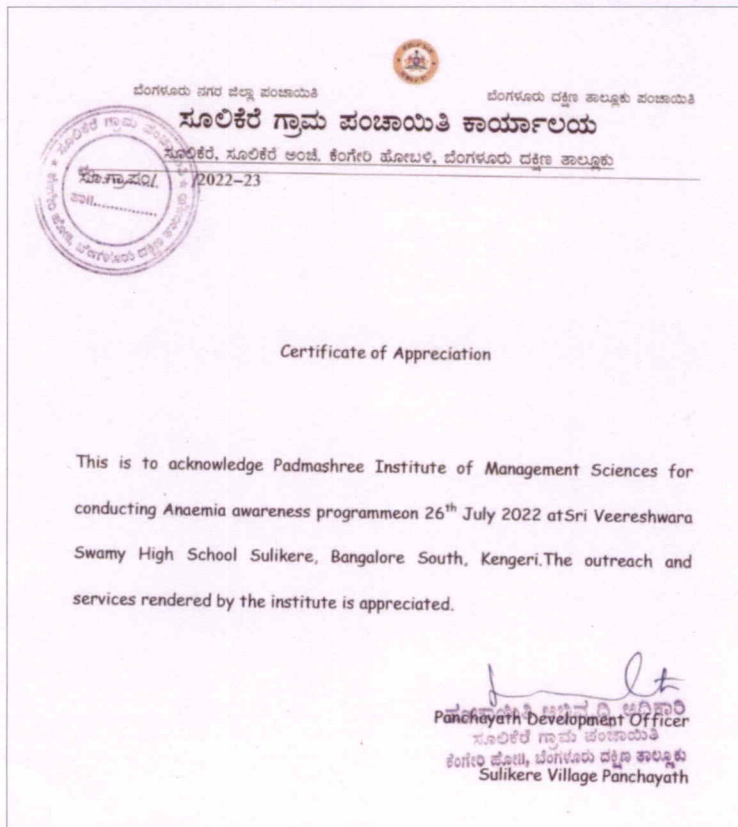 ಬೆಂಗಳೂರು ನಗರ ಜಿಲ್ಲಾ ಪಂಚಾಯಿತಿ
ಬೆಂಗಳೂರು ದಕ್ಷಿಣ ತಾಲ್ಲೂಕು ಪಂಚಾಯಿತಿ
ಸೂಲಿಕೆರೆ ಗ್ರಾಮ ಪಂಚಾಯಿತಿ ಕಾರ್ಯಾಲಯ
ಸೂಲಿಕೆರೆ, ಸೂಲಿಕೆರೆ ಅಂಚೆ. ಕೆಂಗೇರಿ ಹೋಬಳಿ, ಬೆಂಗಳೂರು ದಕ್ಷಿಣ ತಾಲ್ಲೂಕು
ಸೂ.ಗ್ರಾ.ಪಂ/. /2022-23
Certificate of Appreciation
This is to acknowledge Padmashree Institute of Management Sciences for
conducting Anaemia awareness programmeon 26th July 2022 atSri Veereshwara
Swamy High School Sulikere, Bangalore South, Kengeri.The outreach and
services rendered by the institute is appreciated.
Panchayath Development Officer
ಸೂಲಿಕೆರೆ ಗ್ರಾಮ ಪಂಚಾಯಿತಿ
ಕೆಂಗೇರಿ ಹೋಬಳಿ, ಬೆಂಗಳೂರು ದಕ್ಷಿಣ ತಾಲ್ಲೂಕು
Sulikere Village Panchayath